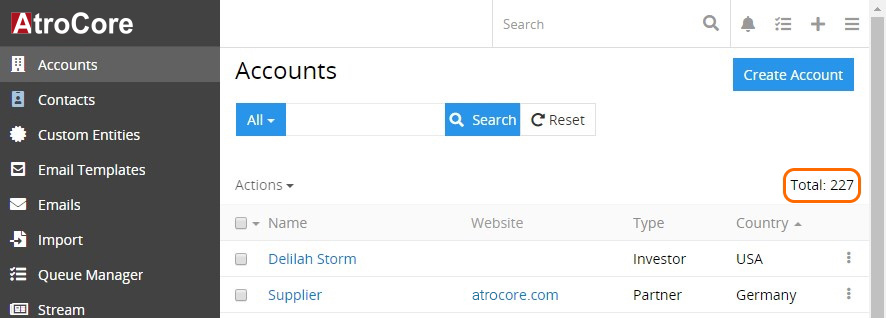 AtroCore
Search
Accounts
Contacts
Custom Entities
Email Templates
Emails
Import
Queue Manager
Stream
Accounts
Create Account
All
Search
Reset
Actions
Total: 227
Name Website Type Country
Delilah Storm Investor USA
Supplier atrocore.com Partner Germany